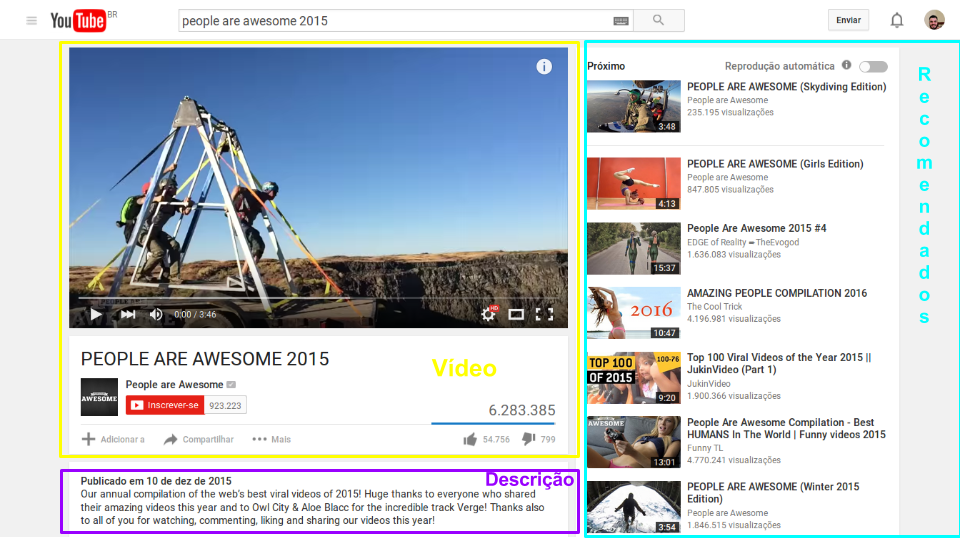 YouTube BR
people are awesome 2015
Enviar
0:00 / 3:46
HD
PEOPLE ARE AWESOME 2015
People are Awesome
AWESOME
Inscrever-se
923.223
Vídeo
6.283.385
Adicionar a
Compartilhar
Mais
54.756
799
Descrição
Publicado em 10 de dez de 2015
Our annual compilation of the web's best viral videos of 2015! Huge thanks to everyone who shared
their amazing videos this year and to Owl City & Aloe Blacc for the incredible track Verge! Thanks also
to all of you for watching, commenting, liking and sharing our videos this year!
Próximo
Reprodução automática
3:48
PEOPLE ARE AWESOME (Skydiving Edition)
People are Awesome
235.195 visualizações
4:13
PEOPLE ARE AWESOME (Girls Edition)
People are Awesome
847.805 visualizações
15:37
People Are Awesome 2015 #4
EDGE of Reality ➨ TheEvogod
1.636.083 visualizações
2016
10:47
AMAZING PEOPLE COMPILATION 2016
The Cool Trick
4.196.981 visualizações
TOP 100
OF 2015
100-76
9:20
Top 100 Viral Videos of the Year 2015 ||
JukinVideo (Part 1)
JukinVideo
1.900.366 visualizações
13:01
People Are Awesome Compilation - Best
HUMANS In The World | Funny videos 2015
Funny TL
4.770.241 visualizações
3:54
PEOPLE ARE AWESOME (Winter 2015
Edition)
People are Awesome
1.846.515 visualizações
Recomendados